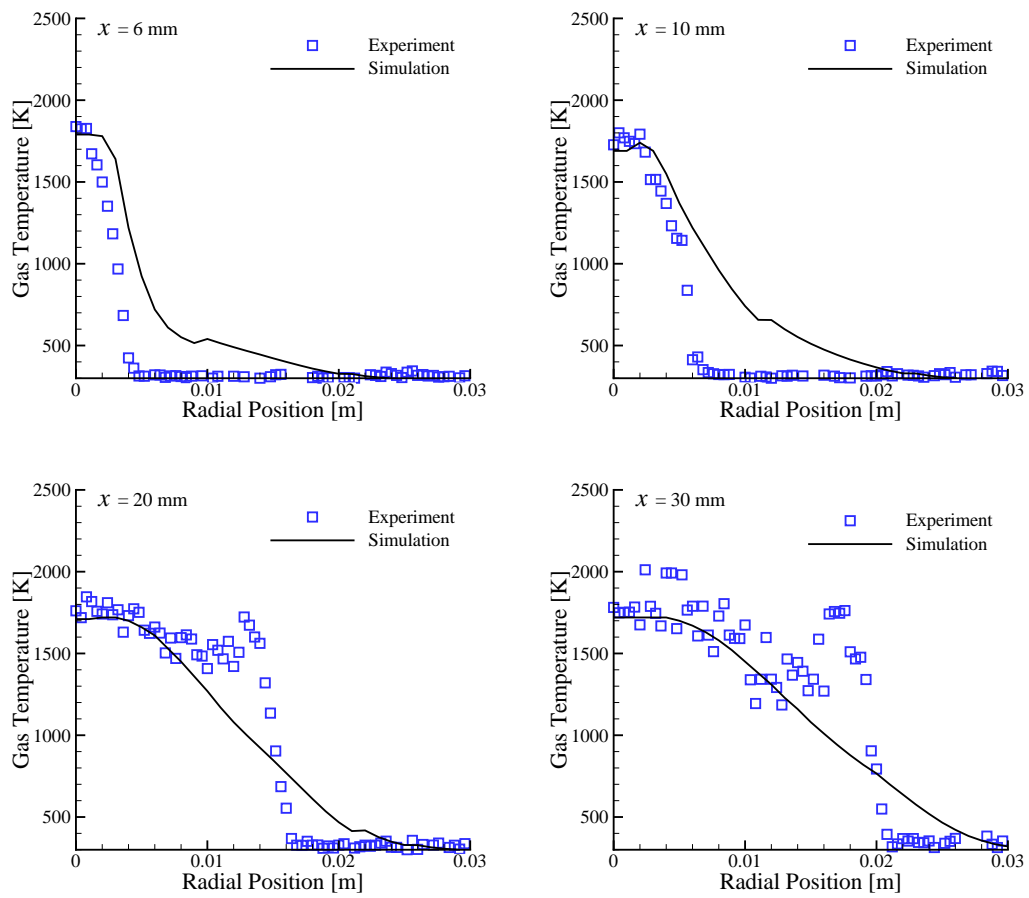 x = 6 mm
Experiment
Simulation
2500
2000
1500
1000
500
Gas Temperature [K]
0
0.01
0.02
0.03
Radial Position [m]
x = 10 mm
Experiment
Simulation
2500
2000
1500
1000
500
Gas Temperature [K]
0
0.01
0.02
0.03
Radial Position [m]
x = 20 mm
Experiment
Simulation
2500
2000
1500
1000
500
Gas Temperature [K]
0
0.01
0.02
0.03
Radial Position [m]
x = 30 mm
Experiment
Simulation
2500
2000
1500
1000
500
Gas Temperature [K]
0
0.01
0.02
0.03
Radial Position [m]